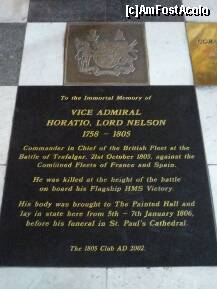 [c]AmFostAcolo
To the Immortal Memory of
VICE ADMIRAL
HORATIO, LORD NELSON
1758 - 1805
Commander in Chief of the British Fleet at the
Battle of Trafalgar, 21st October 1805, against the
Combined Fleets of France and Spain.
He was killed at the height of the battle
on board his Flagship HMS Victory.
His body was brought to The Painted Hall and
lay in state here from 5th - 7th January 1806,
before his funeral in St. Paul's Cathedral.
The 1805 Club AD 2002.